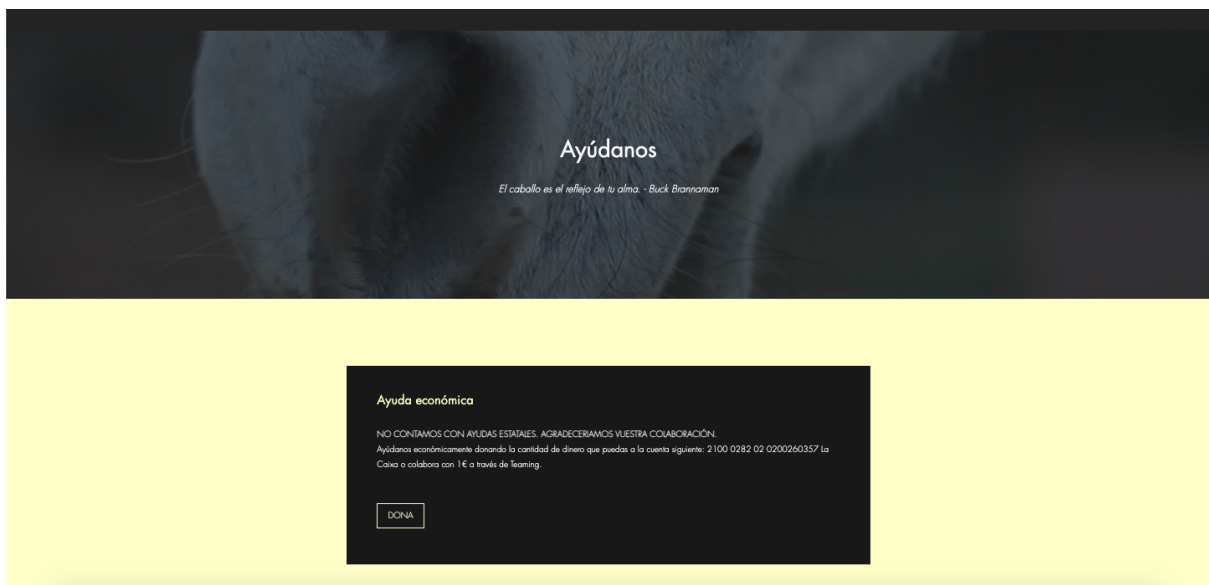 Ayúdanos
El caballo es el reflejo de tu alma. - Buck Brannaman
Ayuda económica
NO CONTAMOS CON AYUDAS ESTATALES. AGRADECERIAMOS VUESTRA COLABORACIÓN.
Ayúdanos económicamente donando la cantidad de dinero que puedas a la cuenta siguiente: 2100 0282 02 0200260357 La
Caixa o colabora con 1€ a través de Teaming.
DONA